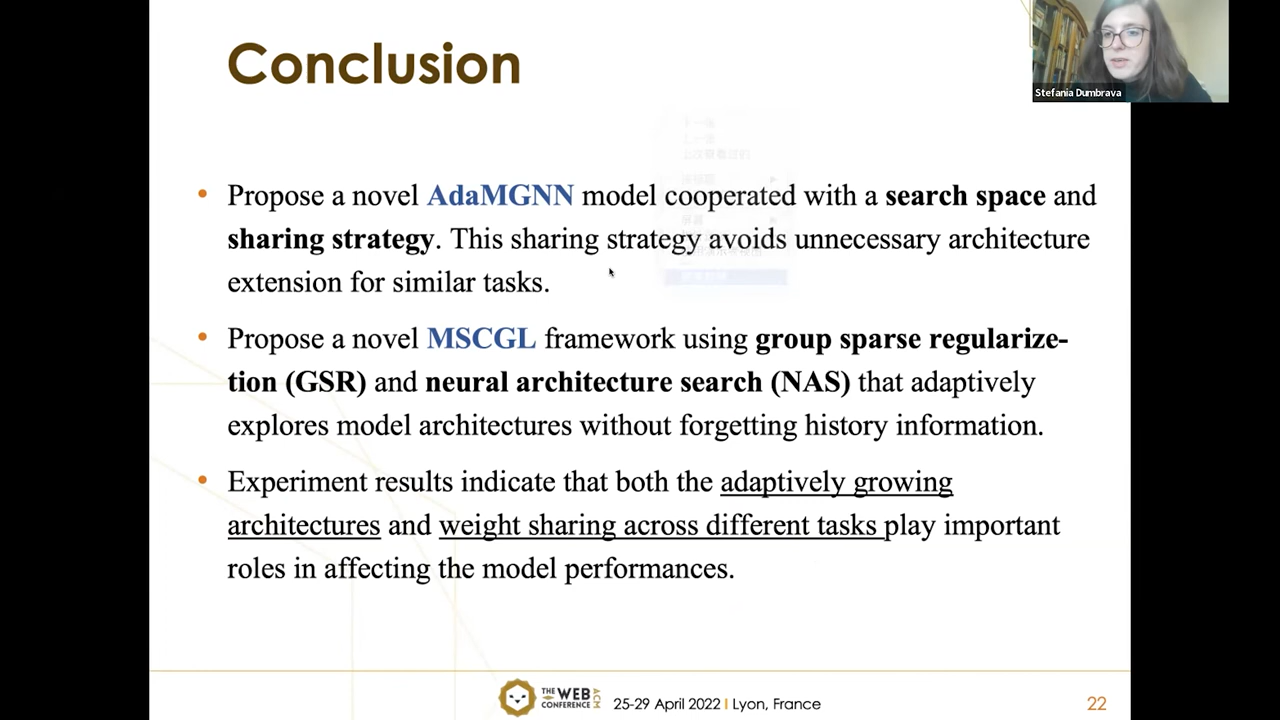 Conclusion
Stefania Dumbrava
• Propose a novel AdaMGNN model cooperated with a search space and
sharing strategy. This sharing strategy avoids unnecessary architecture
extension for similar tasks.
• Propose a novel MSCGL framework using group sparse regularize-
tion (GSR) and neural architecture search (NAS) that adaptively
explores model architectures without forgetting history information.
• Experiment results indicate that both the adaptively growing
architectures and weight sharing across different tasks play important
roles in affecting the model performances.
THE WEB CONFERENCE ACM
25-29 April 2022 I Lyon, France
22